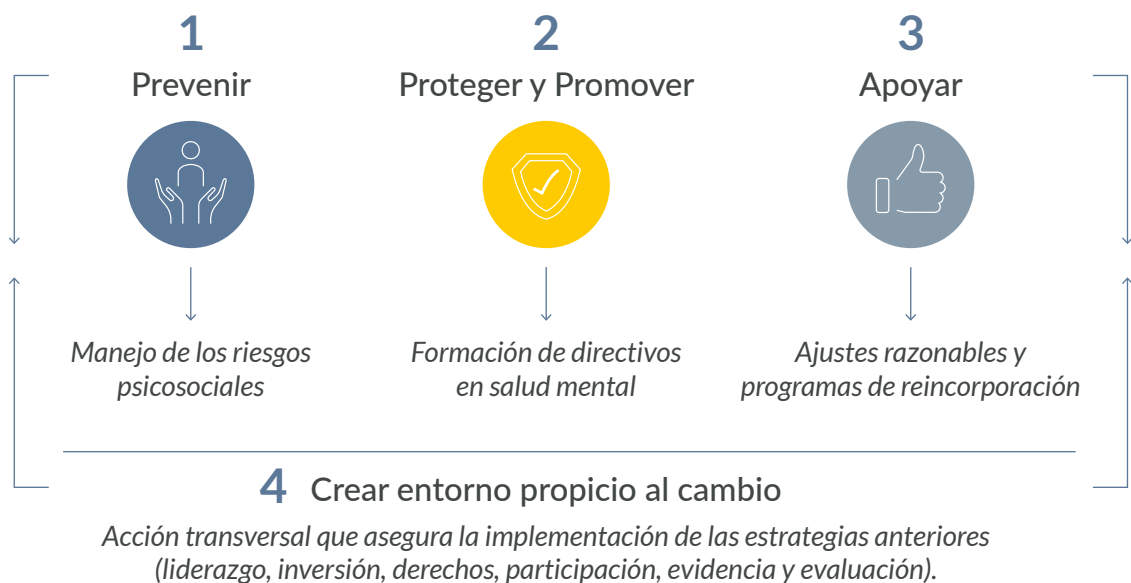 1
Prevenir
Manejo de los riesgos
psicosociales
2
Proteger y Promover
Formación de directivos
en salud mental
3
Apoyar
Ajustes razonables y
programas de reincorporación
4 Crear entorno propicio al cambio
Acción transversal que asegura la implementación de las estrategias anteriores
(liderazgo, inversión, derechos, participación, evidencia y evaluación).